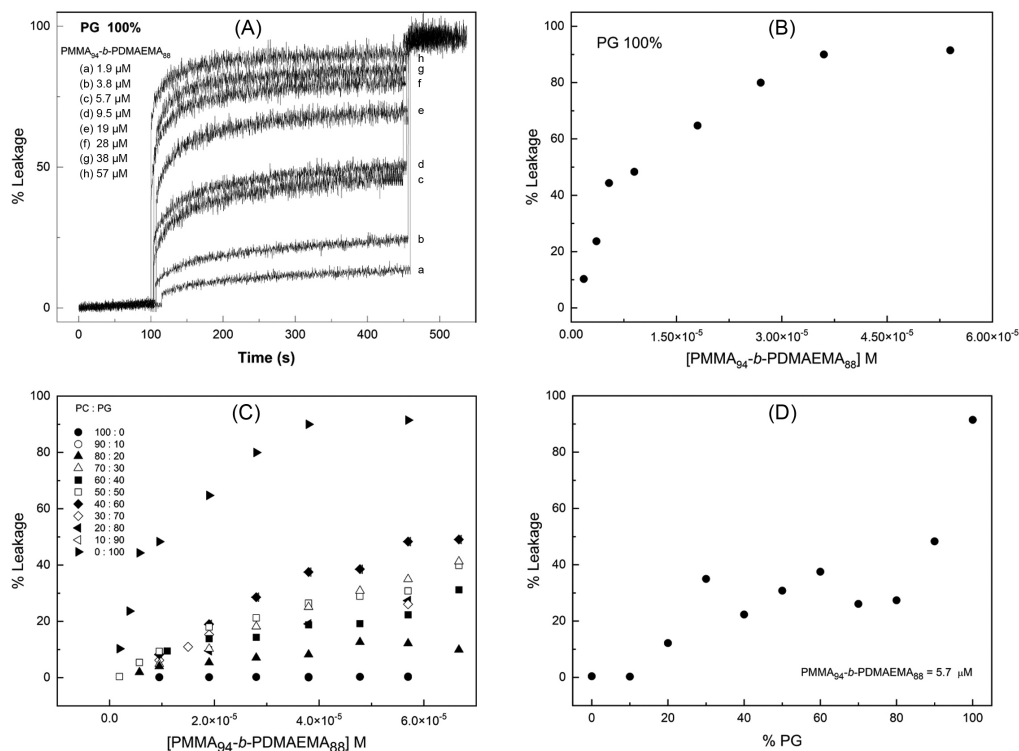 (A)
PG 100%
PMMA94-b-PDMAEMA88
(a) 1.9 µM
(b) 3.8 µM
(c) 5.7 µM
(d) 9.5 µM
(e) 19 µM
(f) 28 µM
(g) 38 µM
(h) 57 µM
h
g
f
e
d
c
b
a
100
50
0
% Leakage
0 100 200 300 400 500
Time (s)
(B)
PG 100%
100
80
60
40
20
0
% Leakage
0.00 1.50×10-5 3.00×10-5 4.50×10-5 6.00×10-5
[PMMA94-b-PDMAEMA88] M
(C)
PC : PG
100 : 0
90 : 10
80 : 20
70 : 30
60 : 40
50 : 50
40 : 60
30 : 70
20 : 80
10 : 90
0 : 100
100
80
60
40
20
0
% Leakage
0.0 2.0×10-5 4.0×10-5 6.0×10-5
[PMMA94-b-PDMAEMA88] M
(D)
100
80
60
40
20
0
% Leakage
PMMA94-b-PDMAEMA88 = 5.7 µM
0 20 40 60 80 100
% PG